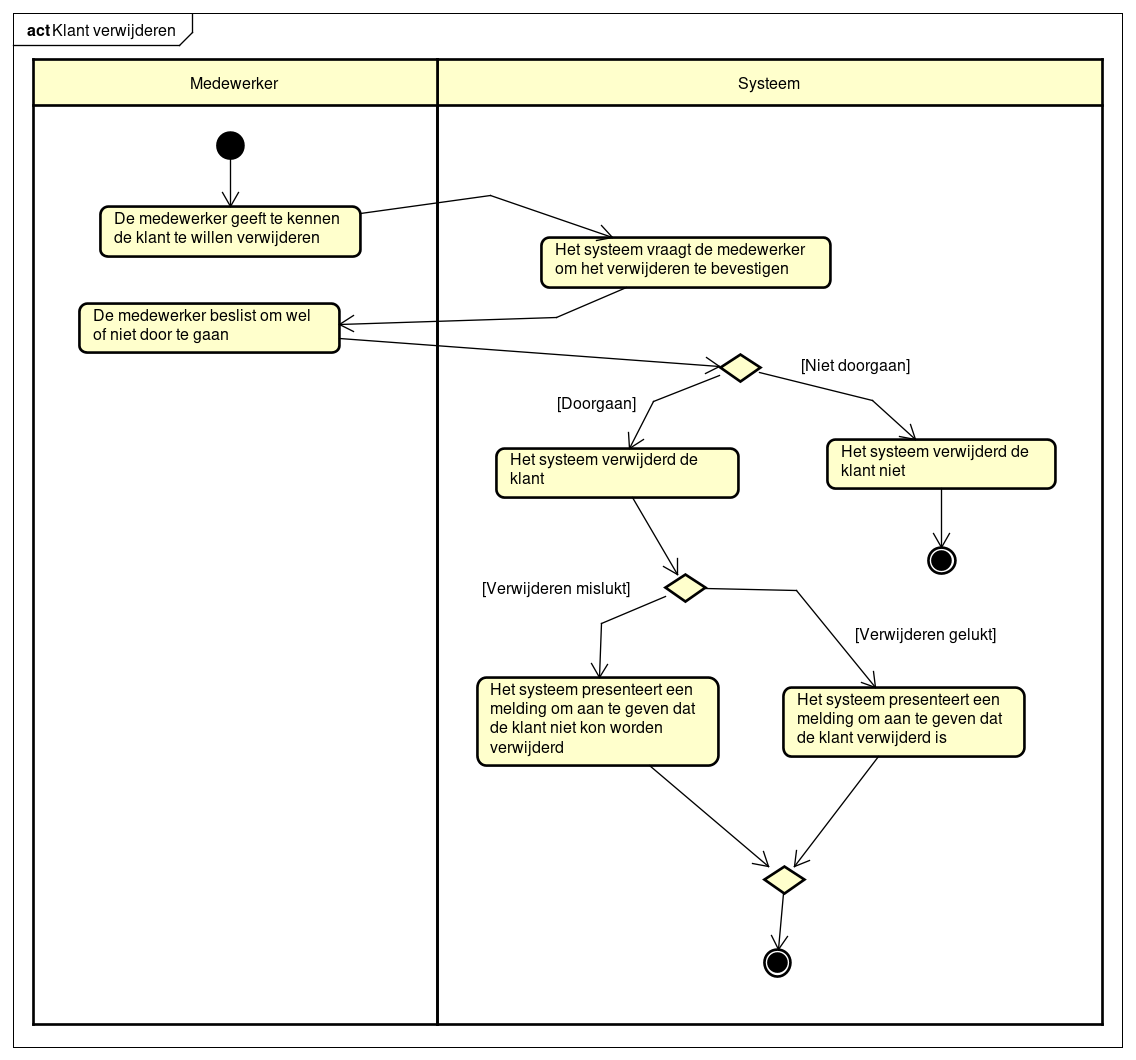 act Klant verwijderen
Medewerker
Systeem
De medewerker geeft te kennen
de klant te willen verwijderen
Het systeem vraagt de medewerker
om het verwijderen te bevestigen
De medewerker beslist om wel
of niet door te gaan
[Niet doorgaan]
[Doorgaan]
Het systeem verwijderd de
klant
Het systeem verwijderd de
klant niet
[Verwijderen mislukt]
[Verwijderen gelukt]
Het systeem presenteert een
melding om aan te geven dat
de klant niet kon worden
verwijderd
Het systeem presenteert een
melding om aan te geven dat
de klant verwijderd is